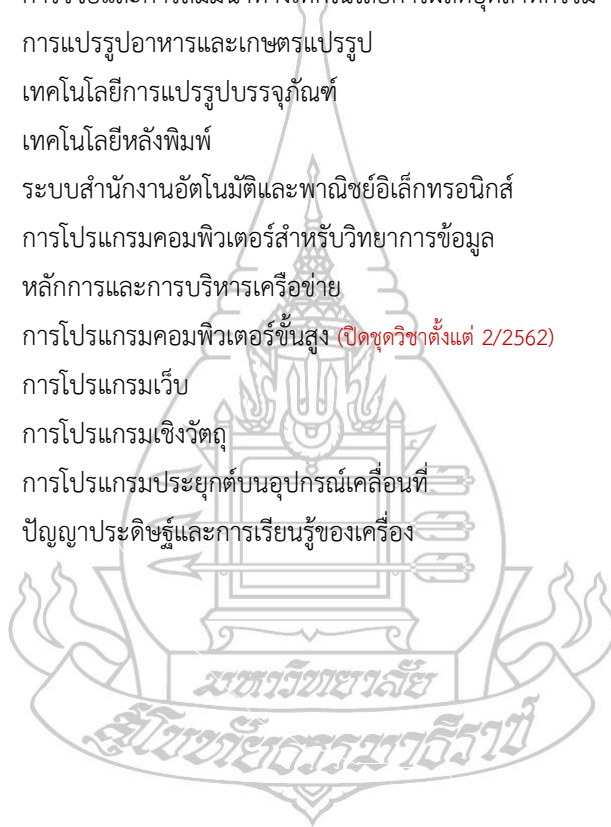 การแปรรูปอาหารและเกษตรแปรรูป
เทคโนโลยีการแปรรูปบรรจุภัณฑ์
เทคโนโลยีหลังพิมพ์
ระบบสำนักงานอัตโนมัติและพาณิชย์อิเล็กทรอนิกส์
การโปรแกรมคอมพิวเตอร์สำหรับวิทยาการข้อมูล
หลักการและการบริหารเครือข่าย
การโปรแกรมคอมพิวเตอร์ขั้นสูง (ปิดชุดวิชาตั้งแต่ 2/2562)
การโปรแกรมเว็บ
การโปรแกรมเชิงวัตถุ
การโปรแกรมประยุกต์บนอุปกรณ์เคลื่อนที่
ปัญญาประดิษฐ์และการเรียนรู้ของเครื่อง
มหาวิทยาลัย
สุโขทัยธรรมาธิราช